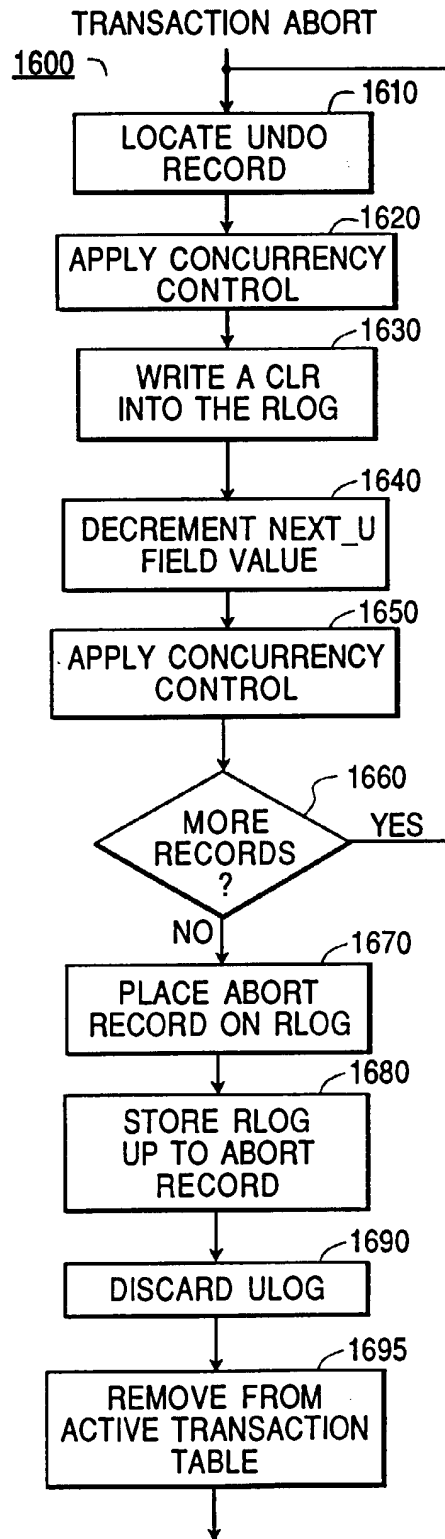 TRANSACTION ABORT
1600
1610
LOCATE UNDO
RECORD
1620
APPLY CONCURRENCY
CONTROL
1630
WRITE A CLR
INTO THE RLOG
1640
DECREMENT NEXT_U
FIELD VALUE
1650
APPLY CONCURRENCY
CONTROL
1660
MORE
RECORDS
?
YES
NO
1670
PLACE ABORT
RECORD ON RLOG
1680
STORE RLOG
UP TO ABORT
RECORD
1690
DISCARD ULOG
1695
REMOVE FROM
ACTIVE TRANSACTION
TABLE